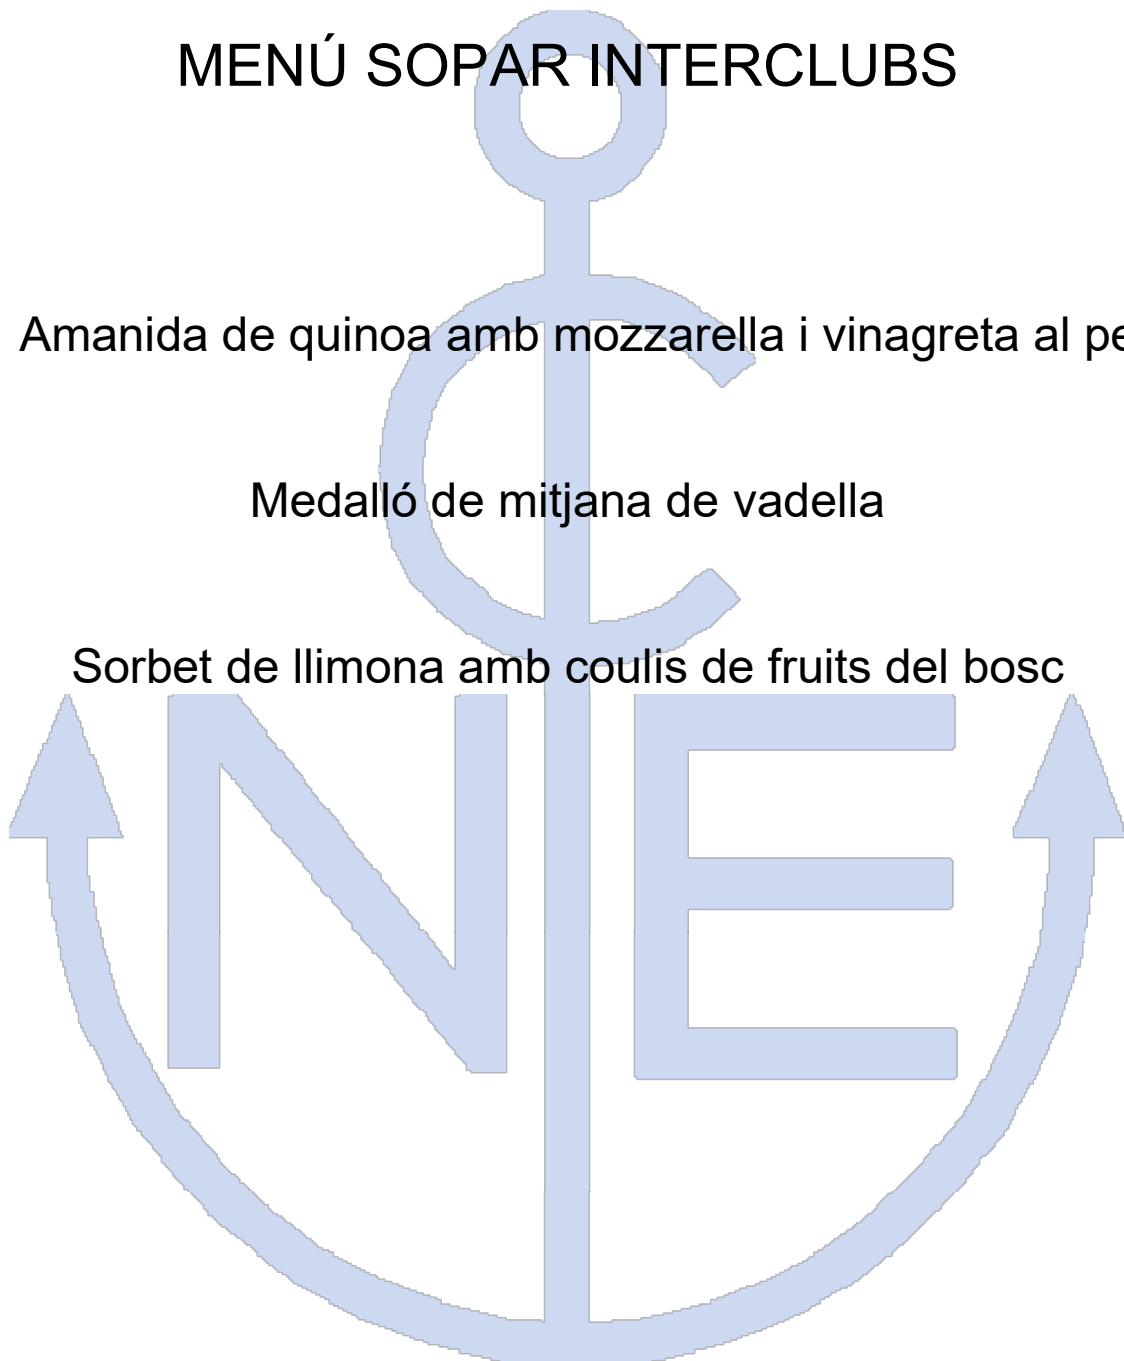 MENÚ SOPAR INTERCLUBS
Amanida de quinoa amb mozzarella i vinagreta al
Medalló de mitjana de vadella
Sorbet de llimona amb coulis de fruits del bosc
C
N E